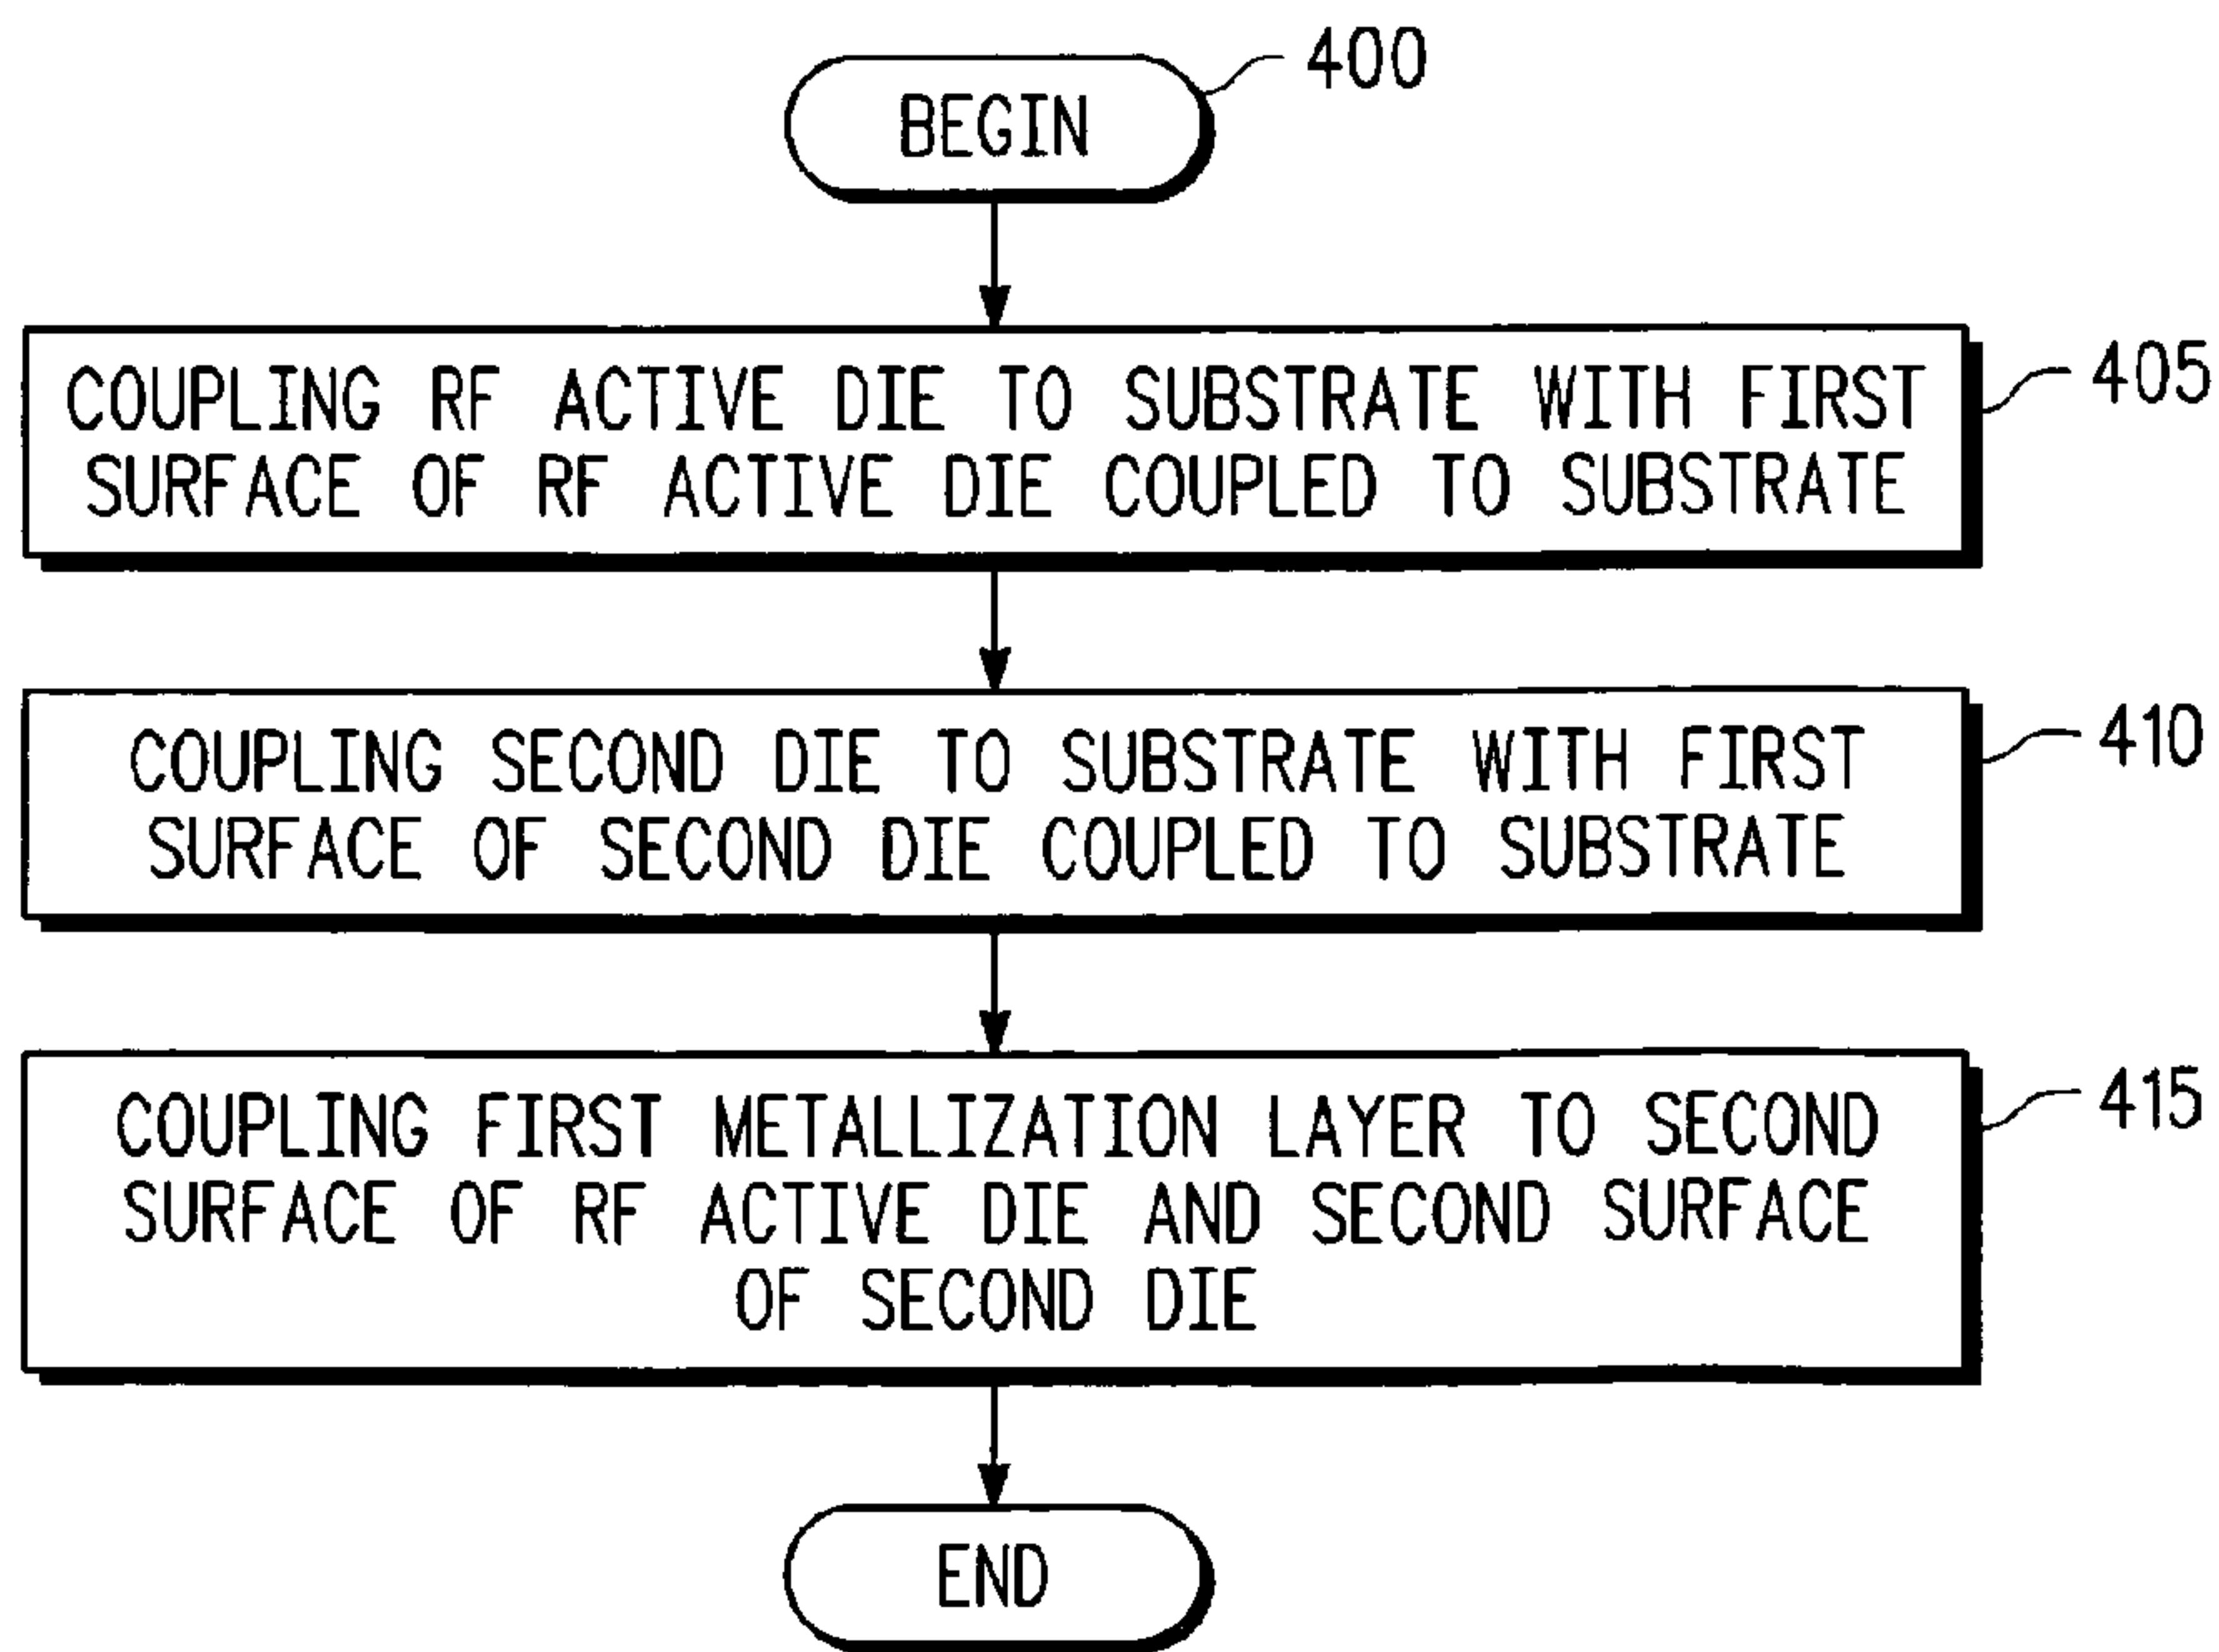 BEGIN
400
COUPLING RF ACTIVE DIE TO SUBSTRATE WITH FIRST
SURFACE OF RF ACTIVE DIE COUPLED TO SUBSTRATE
405
COUPLING SECOND DIE TO SUBSTRATE WITH FIRST
SURFACE OF SECOND DIE COUPLED TO SUBSTRATE
410
COUPLING FIRST METALLIZATION LAYER TO SECOND
SURFACE OF RF ACTIVE DIE AND SECOND SURFACE
OF SECOND DIE
415
END